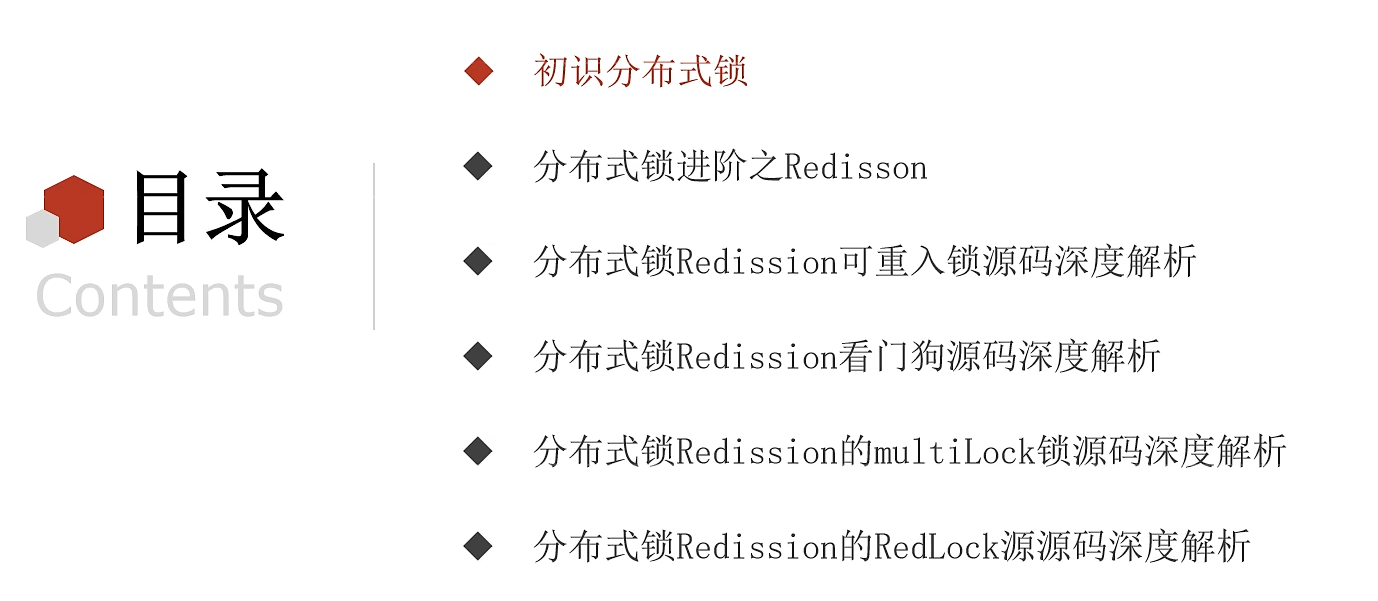 目录
Contents
初识分布式锁
分布式锁进阶之Redisson
分布式锁Redission可重入锁源码深度解析
分布式锁Redission看门狗源码深度解析
分布式锁Redission的multiLock锁源码深度解析
分布式锁Redission的RedLock源源码深度解析